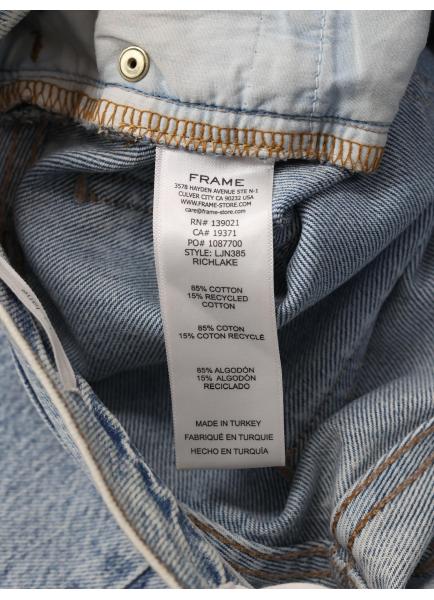 FRAME
3578 HAYDEN AVENUE STE N-1
CULVER CITY CA 90232 USA
WWW.FRAME-STORE.COM
care@frame-store.com
RN# 139021
CA# 19371
PO# 1087700
STYLE: LJN385
RICHLAKE
85% COTTON
15% RECYCLED
COTTON
85% COTON
15% COTON RECYCLÉ
85% ALGODÓN
15% ALGODÓN
RECICLADO
MADE IN TURKEY
FABRIQUÉ EN TURQUIE
HECHO EN TURQUÍA